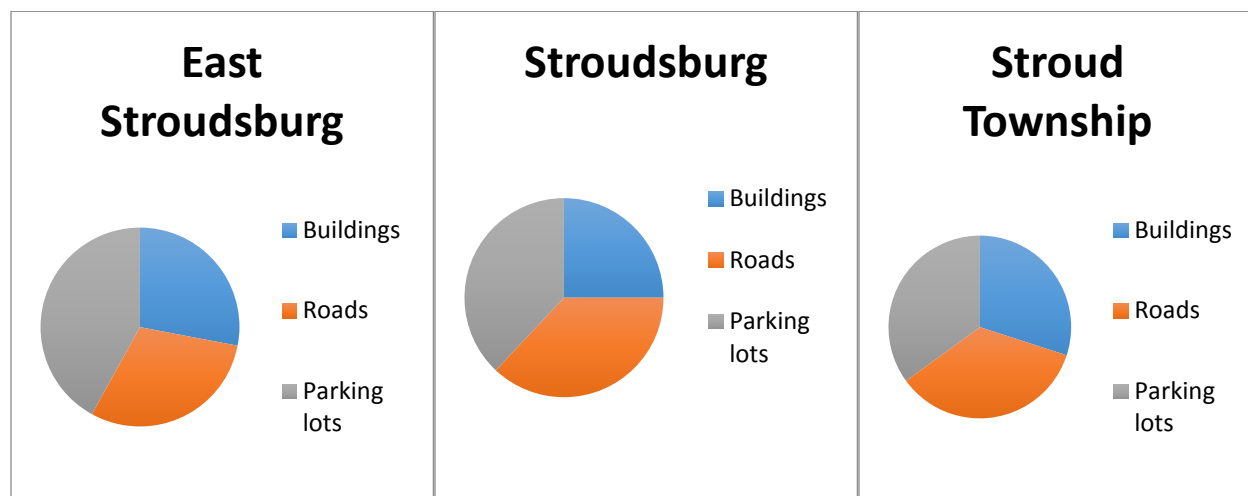 East
Stroudsburg
Buildings
Roads
Parking
lots
Stroudsburg
Buildings
Roads
Parking
lots
Stroud
Township
Buildings
Roads
Parking
lots